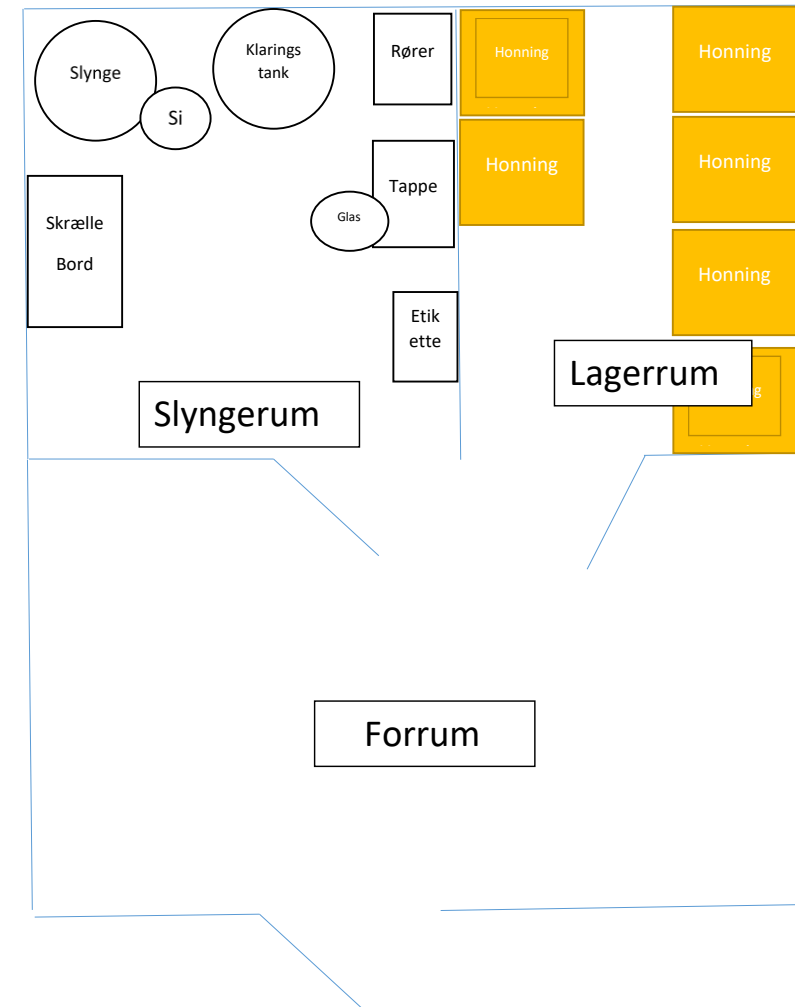 Slynge
Si
Klarings
tank
Rører
Honning
Honning
Honning
Honning
Honning
Skrælle
Bord
Glas
Tappe
Etik
ette
Slyngerum
Lagerrum
Forrum